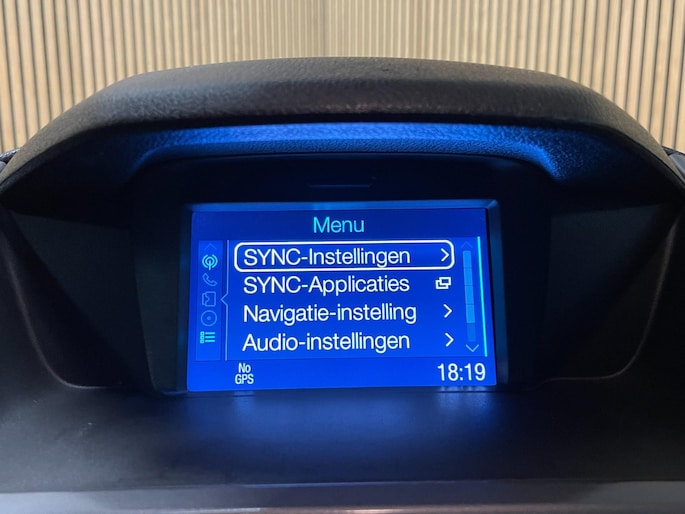 Menu
SYNC-Instellingen
SYNC-Applicaties
Navigatie-instelling
Audio-instellingen
No
GPS
18:19